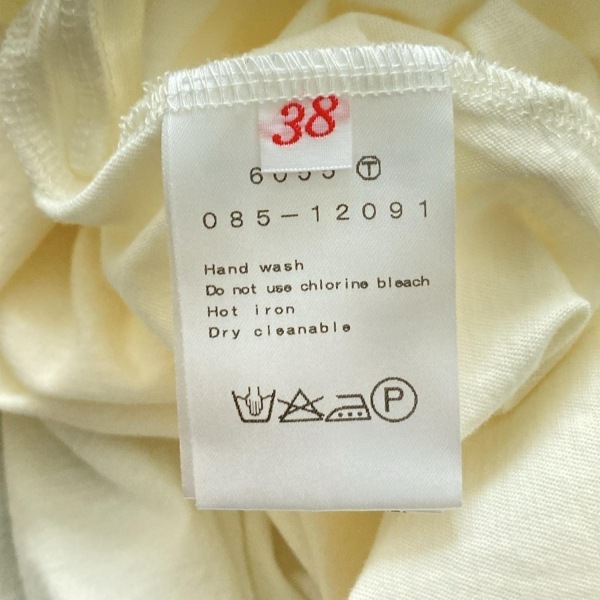 38
Ⓣ
085-12091
Hand wash
Do not use chlorine bleach
Hot iron
Dry cleanable
P